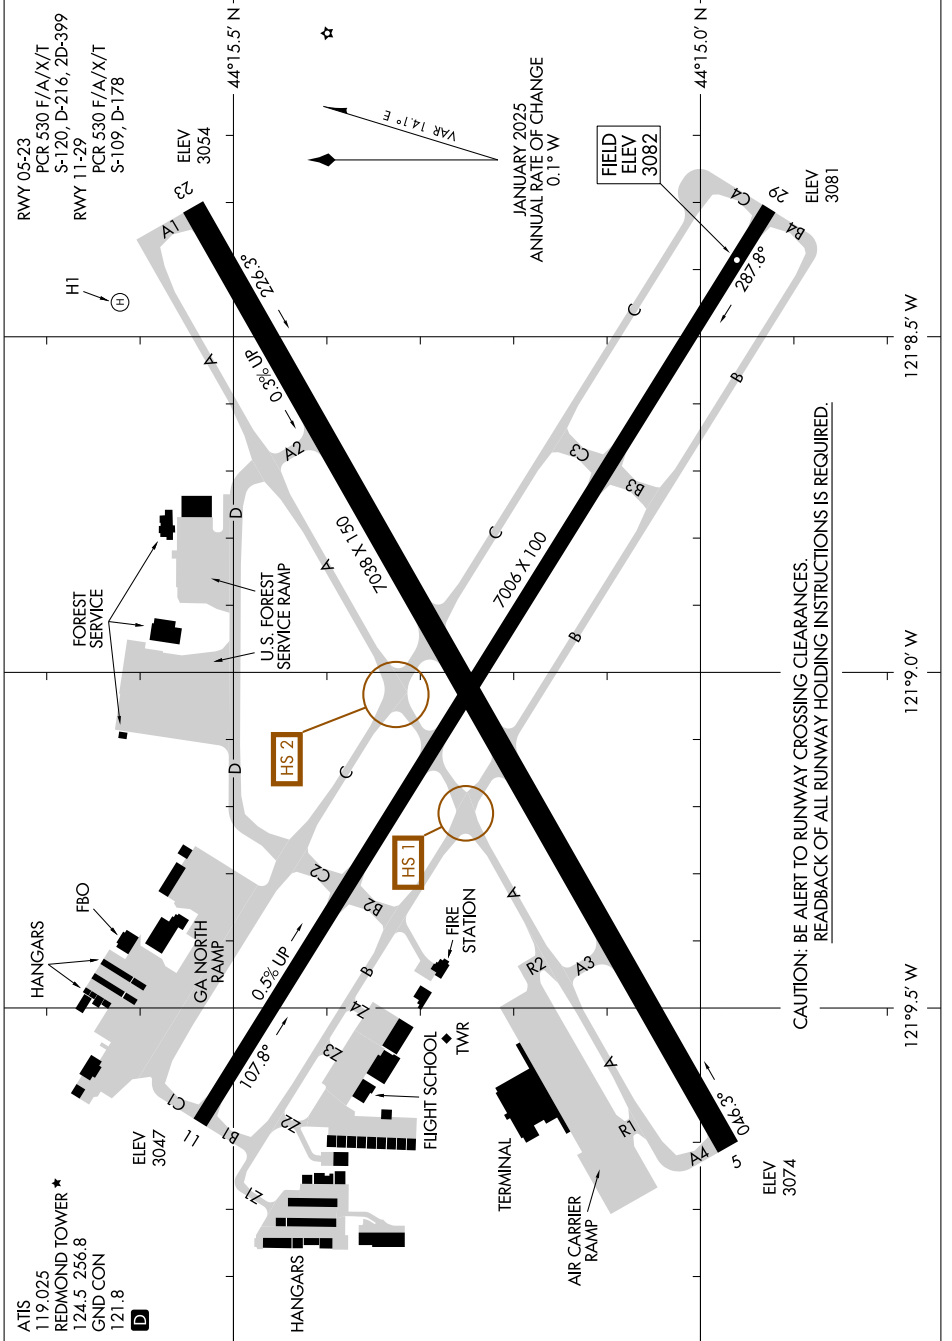 ATIS
119.025
REDMOND TOWER★
124.5 256.8
GND CON
121.8
D
RWY 05-23
PCR 530 F/A/X/T
S-120, D-216, 2D-399
RWY 11-29
PCR 530 F/A/X/T
S-109, D-178
44°15.5' N
44°15.0' N
121°8.5' W
121°9.0' W
121°9.5' W
VAR 14.1° E
JANUARY 2025
ANNUAL RATE OF CHANGE
0.1° W
FIELD
ELEV
3082
ELEV
3054
23
A1
H1
H
226.3°
0.3% UP
A
A2
A
7038 X 150
D
D
FOREST
SERVICE
U.S. FOREST
SERVICE RAMP
HS 2
HS 1
C
C2
B2
B
HANGARS
FBO
GA NORTH
RAMP
0.5% UP
107.8°
C1
11
B1
ELEV
3047
Z1
Z2
Z3
Z4
FIRE
STATION
TWR
FLIGHT SCHOOL
HANGARS
TERMINAL
AIR CARRIER
RAMP
R1
R2
A
A3
A
A4
5
046.3°
ELEV
3074
7006 X 100
C
C
C3
B3
B
B
C4
B4
29
287.8°
ELEV
3081
CAUTION: BE ALERT TO RUNWAY CROSSING CLEARANCES.
READBACK OF ALL RUNWAY HOLDING INSTRUCTIONS IS REQUIRED.